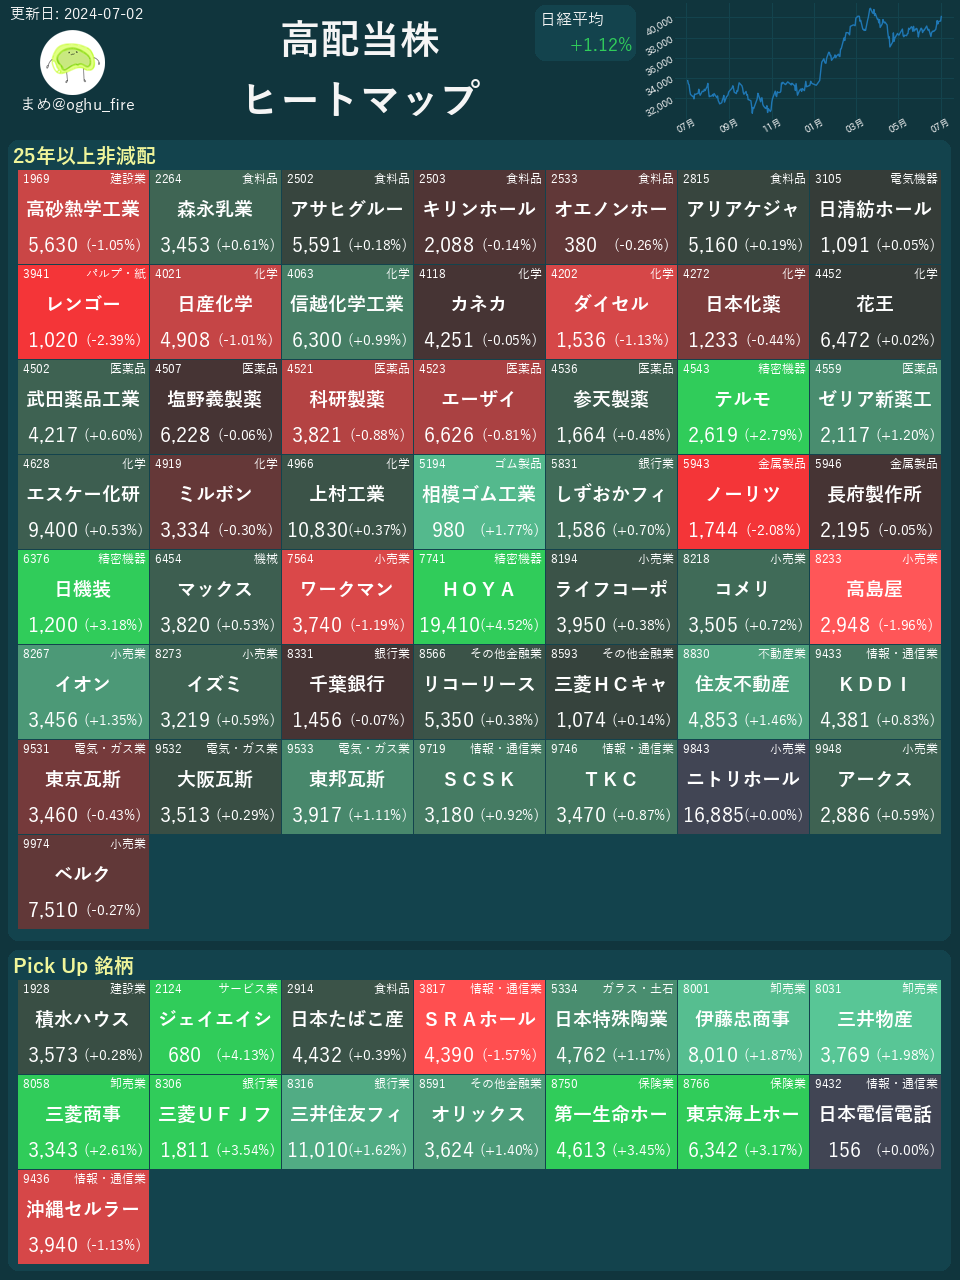 更新日: 2024-07-02
まめ@oghu_fire
高配当株
ヒートマップ
日経平均
+1.12%
40,000
38,000
36,000
34,000
32,000
07月 09月 11月 01月 03月 05月 07月
25年以上非減配
1969 建設業 2264 食料品 2502 食料品 2503 食料品 2533 食料品 2815 食料品 3105 電気機器
高砂熱学工業 森永乳業 アサヒグルー キリンホール オエノンホー アリアケジャ 日清紡ホール
5,630 (-1.05%) 3,453 (+0.61%) 5,591 (+0.18%) 2,088 (-0.14%) 380 (-0.26%) 5,160 (+0.19%) 1,091 (+0.05%)
3941 パルプ・紙 4021 化学 4063 化学 4118 化学 4202 化学 4272 化学 4452 化学
レンゴー 日産化学 信越化学工業 カネカ ダイセル 日本化薬 花王
1,020 (-2.39%) 4,908 (-1.01%) 6,300 (+0.99%) 4,251 (-0.05%) 1,536 (-1.13%) 1,233 (-0.44%) 6,472 (+0.02%)
4502 医薬品 4507 医薬品 4521 医薬品 4523 医薬品 4536 医薬品 4543 精密機器 4559 医薬品
武田薬品工業 塩野義製薬 科研製薬 エーザイ 参天製薬 テルモ ゼリア新薬工
4,217 (+0.60%) 6,228 (-0.06%) 3,821 (-0.88%) 6,626 (-0.81%) 1,664 (+0.48%) 2,619 (+2.79%) 2,117 (+1.20%)
4628 化学 4919 化学 4966 化学 5194 ゴム製品 5831 銀行業 5943 金属製品 5946 金属製品
エスケー化研 ミルボン 上村工業 相模ゴム工業 しずおかフィ ノーリツ 長府製作所
9,400 (+0.53%) 3,334 (-0.30%) 10,830(+0.37%) 980 (+1.77%) 1,586 (+0.70%) 1,744 (-2.08%) 2,195 (-0.05%)
6376 精密機器 6454 機械 7564 小売業 7741 精密機器 8194 小売業 8218 小売業 8233 小売業
日機装 マックス ワークマン ＨＯＹＡ ライフコーポ コメリ 高島屋
1,200 (+3.18%) 3,820 (+0.53%) 3,740 (-1.19%) 19,410(+4.52%) 3,950 (+0.38%) 3,505 (+0.72%) 2,948 (-1.96%)
8267 小売業 8273 小売業 8331 銀行業 8566 その他金融業 8593 その他金融業 8830 不動産業 9433 情報・通信業
イオン イズミ 千葉銀行 リコーリース 三菱ＨＣキャ 住友不動産 ＫＤＤＩ
3,456 (+1.35%) 3,219 (+0.59%) 1,456 (-0.07%) 5,350 (+0.38%) 1,074 (+0.14%) 4,853 (+1.46%) 4,381 (+0.83%)
9531 電気・ガス業 9532 電気・ガス業 9533 電気・ガス業 9719 情報・通信業 9746 情報・通信業 9843 小売業 9948 小売業
東京瓦斯 大阪瓦斯 東邦瓦斯 ＳＣＳＫ ＴＫＣ ニトリホール アークス
3,460 (-0.43%) 3,513 (+0.29%) 3,917 (+1.11%) 3,180 (+0.92%) 3,470 (+0.87%) 16,885(+0.00%) 2,886 (+0.59%)
9974 小売業
ベルク
7,510 (-0.27%)
Pick Up 銘柄
1928 建設業 2124 サービス業 2914 食料品 3817 情報・通信業 5334 ガラス・土石 8001 卸売業 8031 卸売業
積水ハウス ジェイエイシ 日本たばこ産 ＳＲＡホール 日本特殊陶業 伊藤忠商事 三井物産
3,573 (+0.28%) 680 (+4.13%) 4,432 (+0.39%) 4,390 (-1.57%) 4,762 (+1.17%) 8,010 (+1.87%) 3,769 (+1.98%)
8058 卸売業 8306 銀行業 8316 銀行業 8591 その他金融業 8750 保険業 8766 保険業 9432 情報・通信業
三菱商事 三菱ＵＦＪフ 三井住友フィ オリックス 第一生命ホー 東京海上ホー 日本電信電話
3,343 (+2.61%) 1,811 (+3.54%) 11,010(+1.62%) 3,624 (+1.40%) 4,613 (+3.45%) 6,342 (+3.17%) 156 (+0.00%)
9436 情報・通信業
沖縄セルラー
3,940 (-1.13%)